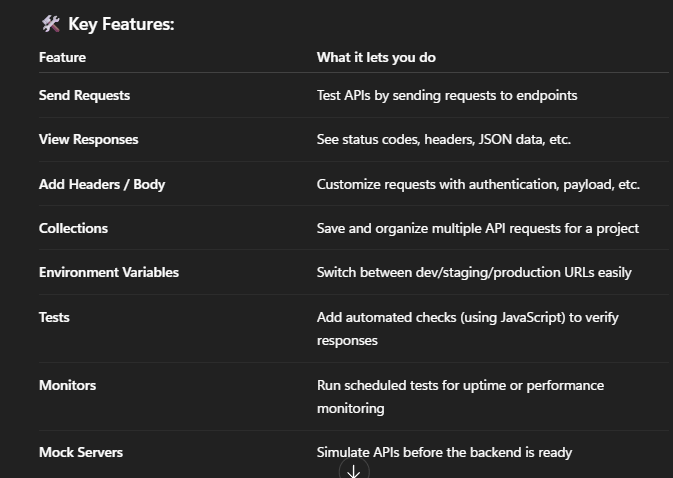 🛠 Key Features:
Feature What it lets you do
Send Requests Test APIs by sending requests to endpoints
View Responses See status codes, headers, JSON data, etc.
Add Headers / Body Customize requests with authentication, payload, etc.
Collections Save and organize multiple API requests for a project
Environment Variables Switch between dev/staging/production URLs easily
Tests Add automated checks (using JavaScript) to verify
responses
Monitors Run scheduled tests for uptime or performance
monitoring
Mock Servers Simulate APIs before the backend is ready